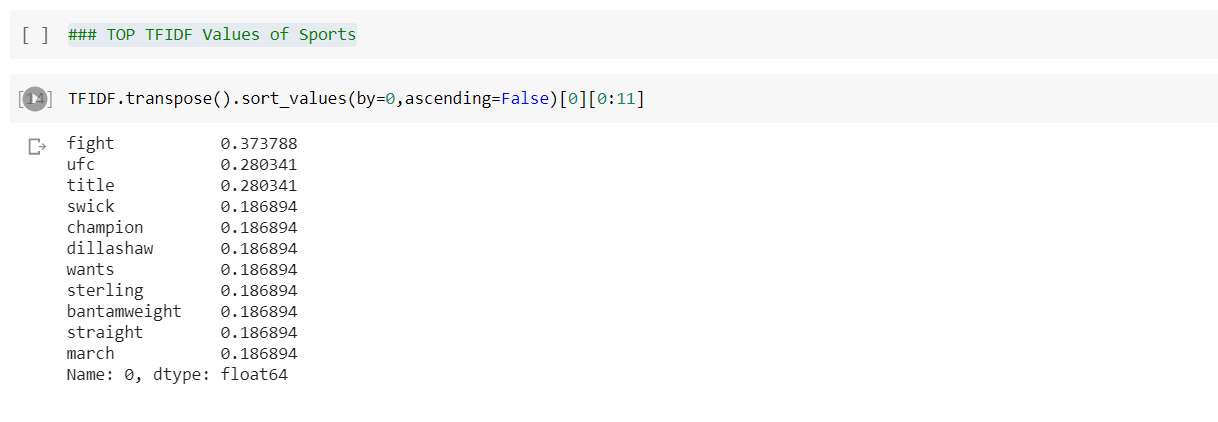 [ ] ### TOP TFIDF Values of Sports
[14] TFIDF.transpose().sort_values(by=0,ascending=False)[0][0:11]
fight 0.373788
ufc 0.280341
title 0.280341
swick 0.186894
champion 0.186894
dillashaw 0.186894
wants 0.186894
sterling 0.186894
bantamweight 0.186894
straight 0.186894
march 0.186894
Name: 0, dtype: float64